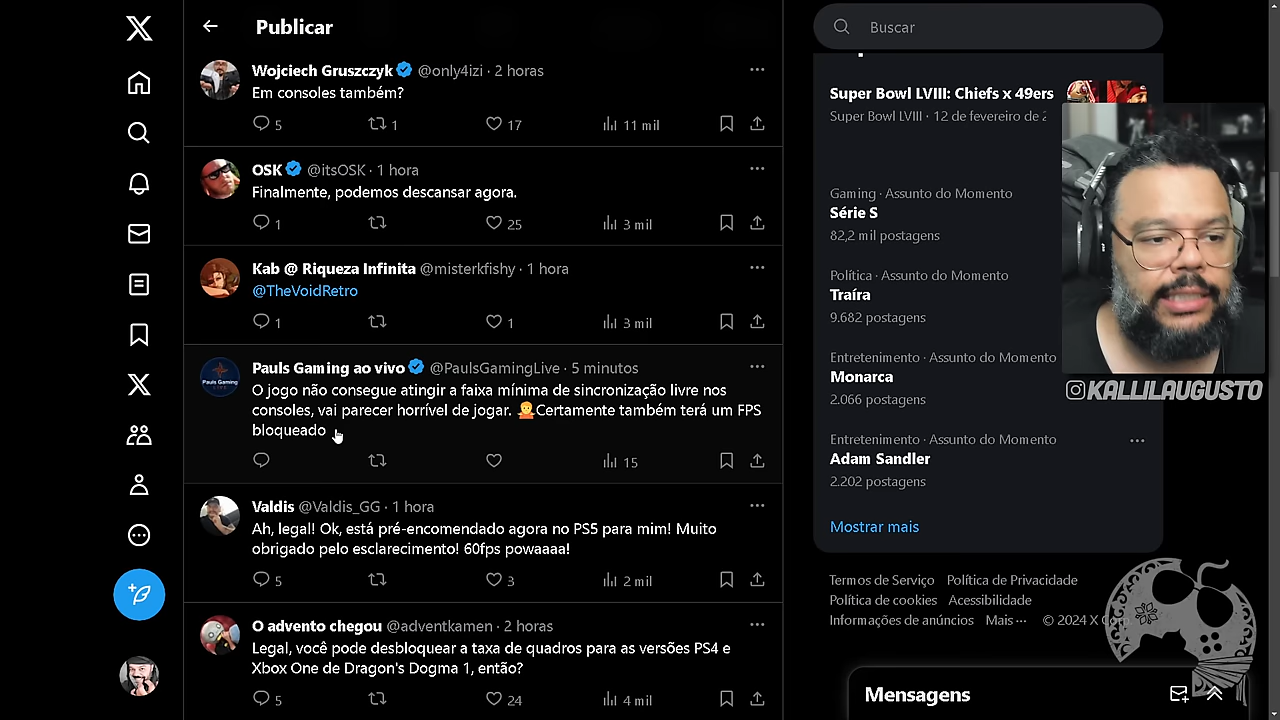 Publicar
Wojciech Gruszczyk @only4izi · 2 horas
Em consoles também?
5 1 17 11 mil
OSK @itsOSK · 1 hora
Finalmente, podemos descansar agora.
1 25 3 mil
Kab @ Riqueza Infinita @misterkfishy · 1 hora
@TheVoidRetro
1 1 3 mil
Pauls Gaming
Pauls Gaming ao vivo @PaulsGamingLive · 5 minutos
O jogo não consegue atingir a faixa mínima de sincronização livre nos
consoles, vai parecer horrível de jogar. 🤷Certamente também terá um FPS
bloqueado
15
Valdis @Valdis_GG · 1 hora
Ah, legal! Ok, está pré-encomendado agora no PS5 para mim! Muito
obrigado pelo esclarecimento! 60fps powaaaa!
5 3 2 mil
O advento chegou @adventkamen · 2 horas
Legal, você pode desbloquear a taxa de quadros para as versões PS4 e
Xbox One de Dragon's Dogma 1, então?
5 24 4 mil
Buscar
Super Bowl LVIII: Chiefs x 49ers
Super Bowl LVIII · 12 de fevereiro de
Gaming · Assunto do Momento
Série S
82,2 mil postagens
Política · Assunto do Momento
Traíra
9.682 postagens
Entretenimento · Assunto do Momento
Monarca
2.066 postagens
Entretenimento · Assunto do Momento
Adam Sandler
2.202 postagens
Mostrar mais
KALLILAUGUSTO
Termos de Serviço Política de Privacidade
Política de cookies Acessibilidade
Informações de anúncios Mais ··· © 2024 X Corp.
Mensagens